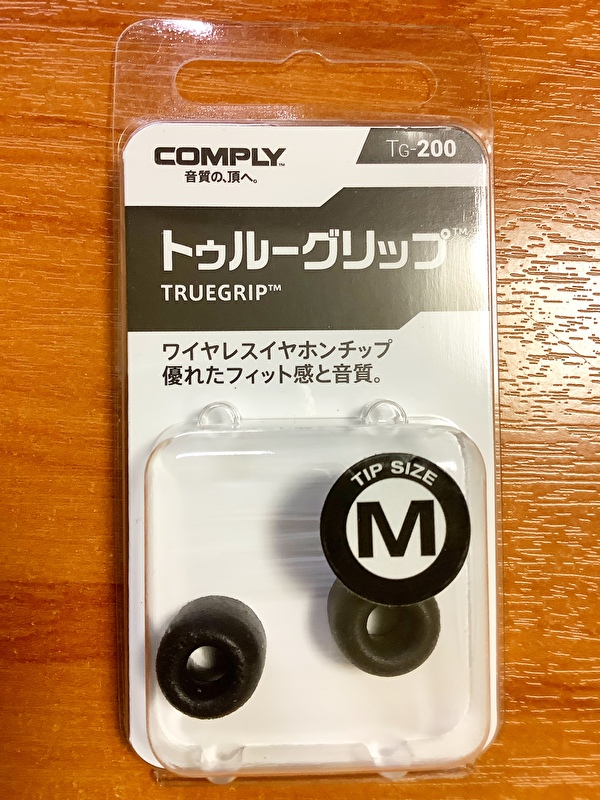 COMPLY™
音質の、頂へ。
TG-200
トゥルーグリップ™
TRUEGRIP™
ワイヤレスイヤホンチップ
優れたフィット感と音質。
TIP SIZE
M